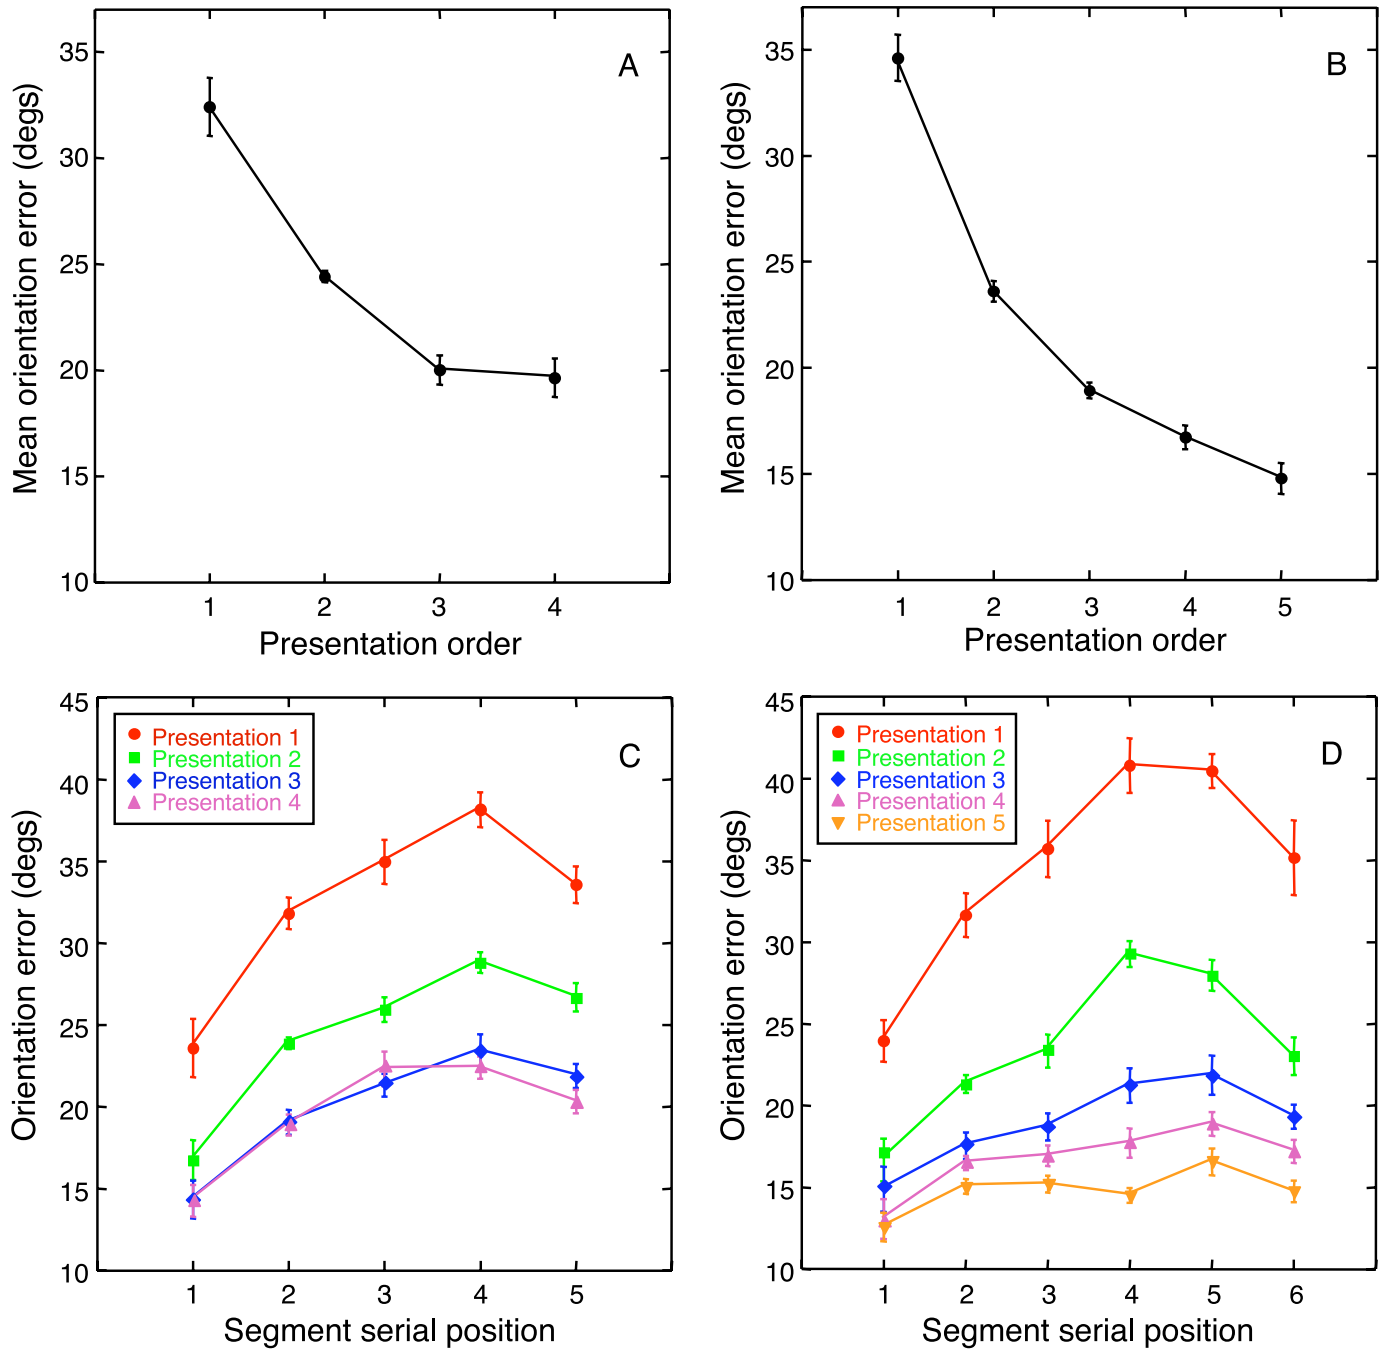 A
Mean orientation error (degs)
35
30
25
20
15
10
1 2 3 4
Presentation order
B
Mean orientation error (degs)
35
30
25
20
15
10
1 2 3 4 5
Presentation order
C
Presentation 1
Presentation 2
Presentation 3
Presentation 4
Orientation error (degs)
45
40
35
30
25
20
15
10
1 2 3 4 5
Segment serial position
D
Presentation 1
Presentation 2
Presentation 3
Presentation 4
Presentation 5
Orientation error (degs)
45
40
35
30
25
20
15
10
1 2 3 4 5 6
Segment serial position